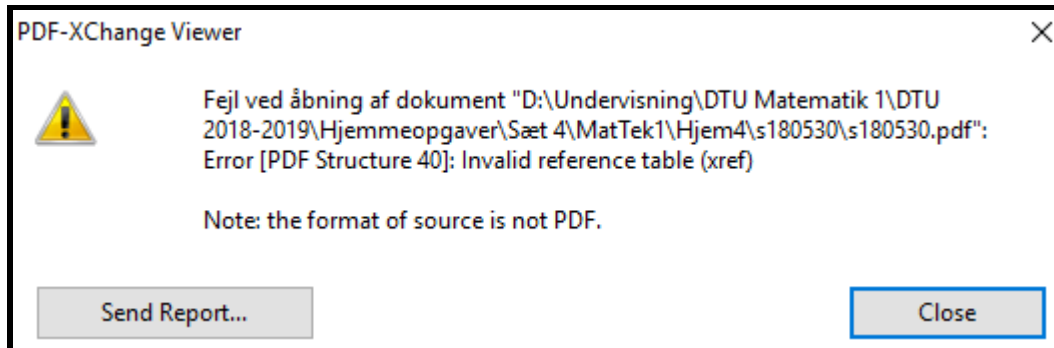 PDF-XChange Viewer
Fejl ved åbning af dokument "D:\Undervisning\DTU Matematik 1\DTU
2018-2019\Hjemmeopgaver\Sæt 4\MatTek1\Hjem4\s180530\s180530.pdf":
Error [PDF Structure 40]: Invalid reference table (xref)
Note: the format of source is not PDF.
Send Report...
Close